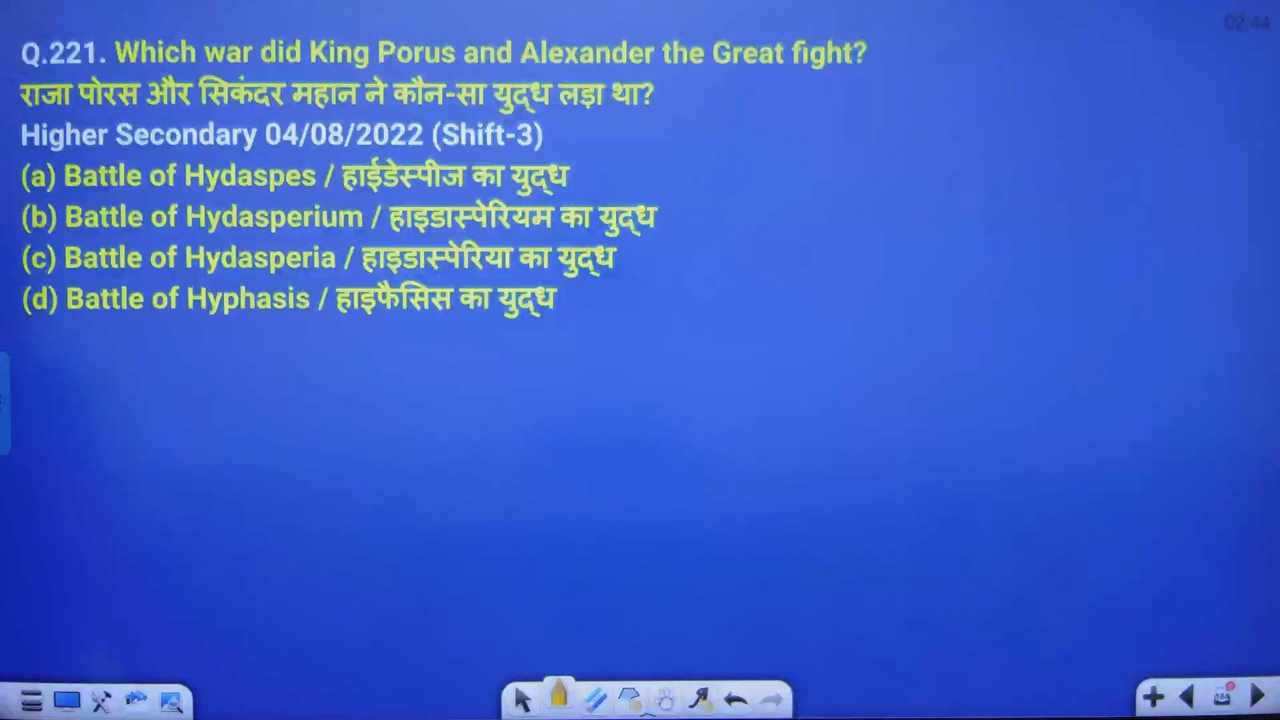 02:44
Q.221. Which war did King Porus and Alexander the Great fight?
राजा पोरस और सिकंदर महान ने कौन-सा युद्ध लड़ा था?
Higher Secondary 04/08/2022 (Shift-3)
(a) Battle of Hydaspes / हाईडेस्पीज का युद्ध
(b) Battle of Hydasperium / हाइडास्पेरियम का युद्ध
(c) Battle of Hydasperia / हाइडास्पेरिया का युद्ध
(d) Battle of Hyphasis / हाइफैसिस का युद्ध